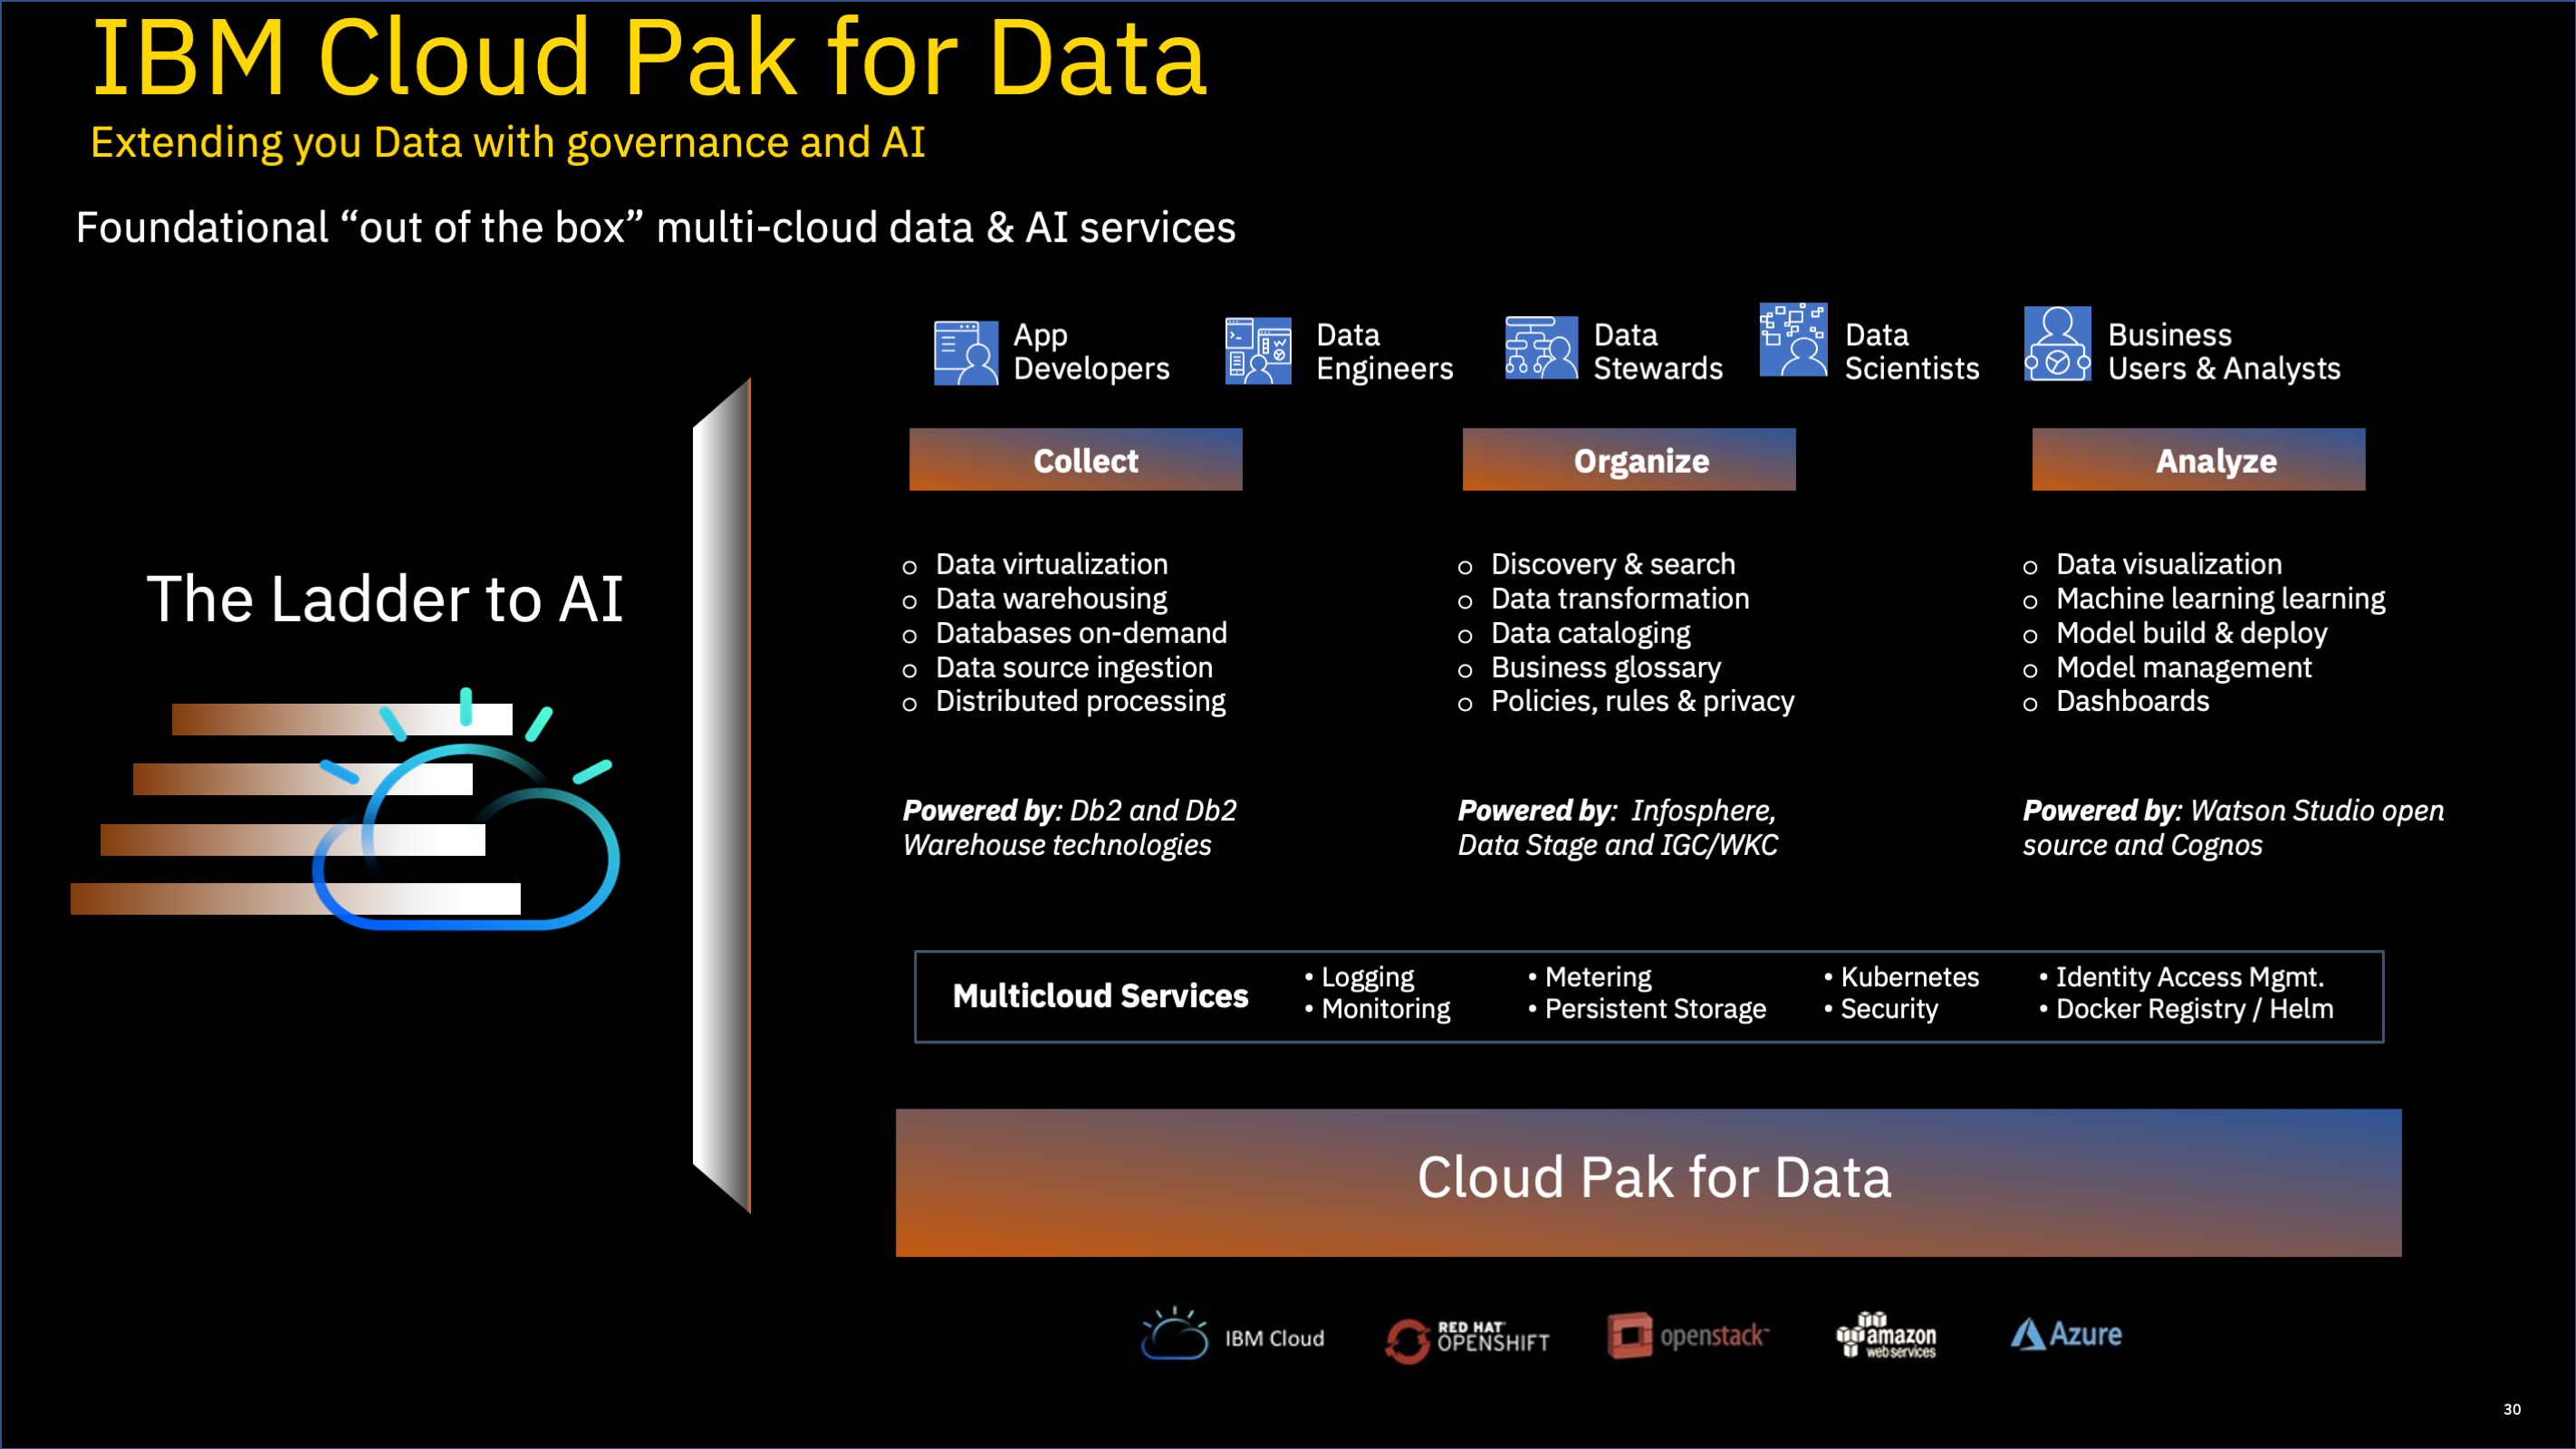 IBM Cloud Pak for Data
Extending you Data with governance and AI
Foundational “out of the box” multi-cloud data & AI services
App
Developers
Data
Engineers
Data
Stewards
Data
Scientists
Business
Users & Analysts
The Ladder to AI
Collect
○ Data virtualization
○ Data warehousing
○ Databases on-demand
○ Data source ingestion
○ Distributed processing
Powered by: Db2 and Db2
Warehouse technologies
Organize
○ Discovery & search
○ Data transformation
○ Data cataloging
○ Business glossary
○ Policies, rules & privacy
Powered by: Infosphere,
Data Stage and IGC/WKC
Analyze
○ Data visualization
○ Machine learning learning
○ Model build & deploy
○ Model management
○ Dashboards
Powered by: Watson Studio open
source and Cognos
Multicloud Services
• Logging
• Monitoring
• Metering
• Persistent Storage
• Kubernetes
• Security
• Identity Access Mgmt.
• Docker Registry / Helm
Cloud Pak for Data
IBM Cloud
RED HAT
OPENSHIFT
openstack™
amazon
webservices
Azure
30